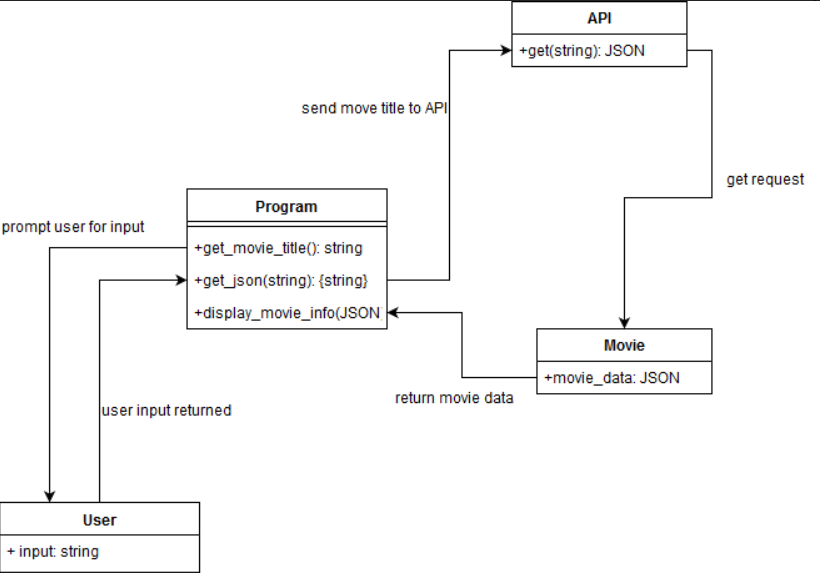 API
+get(string): JSON
send move title to API
get request
Program
prompt user for input
+get_movie_title(): string
+get_json(string): {string}
+display_movie_info(JSON
Movie
+movie_data: JSON
return movie data
user input returned
User
+ input: string